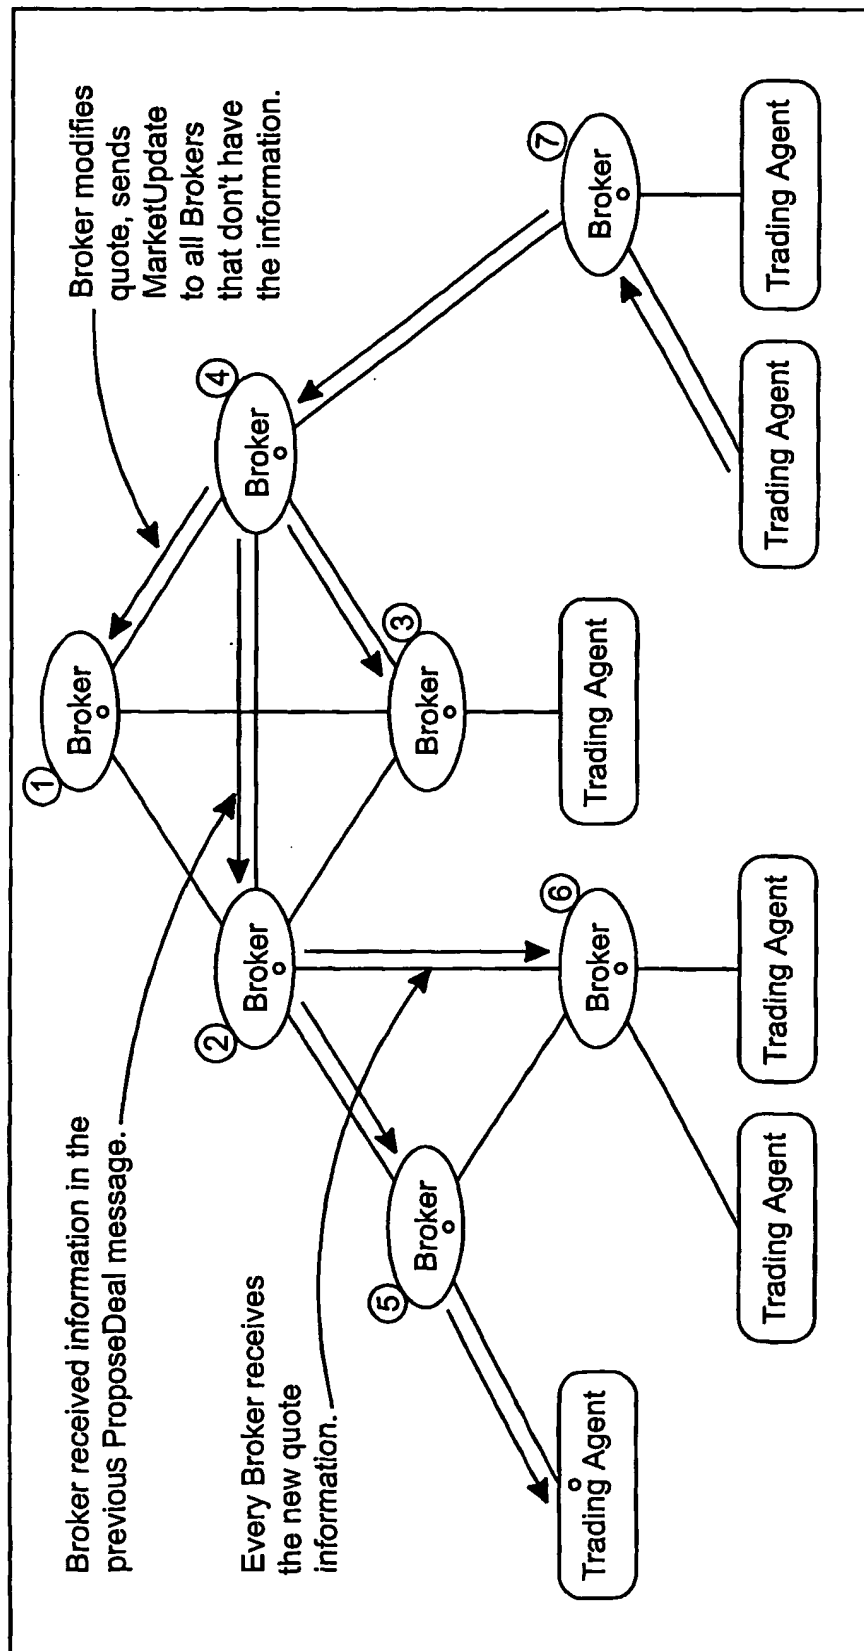 Broker received information in the
previous ProposeDeal message.
Broker modifies
quote, sends
MarketUpdate
to all Brokers
that don't have
the information.
Every Broker receives
the new quote
information.
1
Broker
2
Broker
4
Broker
5
Broker
3
Broker
6
Broker
7
Broker
Trading Agent
Trading Agent
Trading Agent
Trading Agent
Trading Agent
Trading Agent